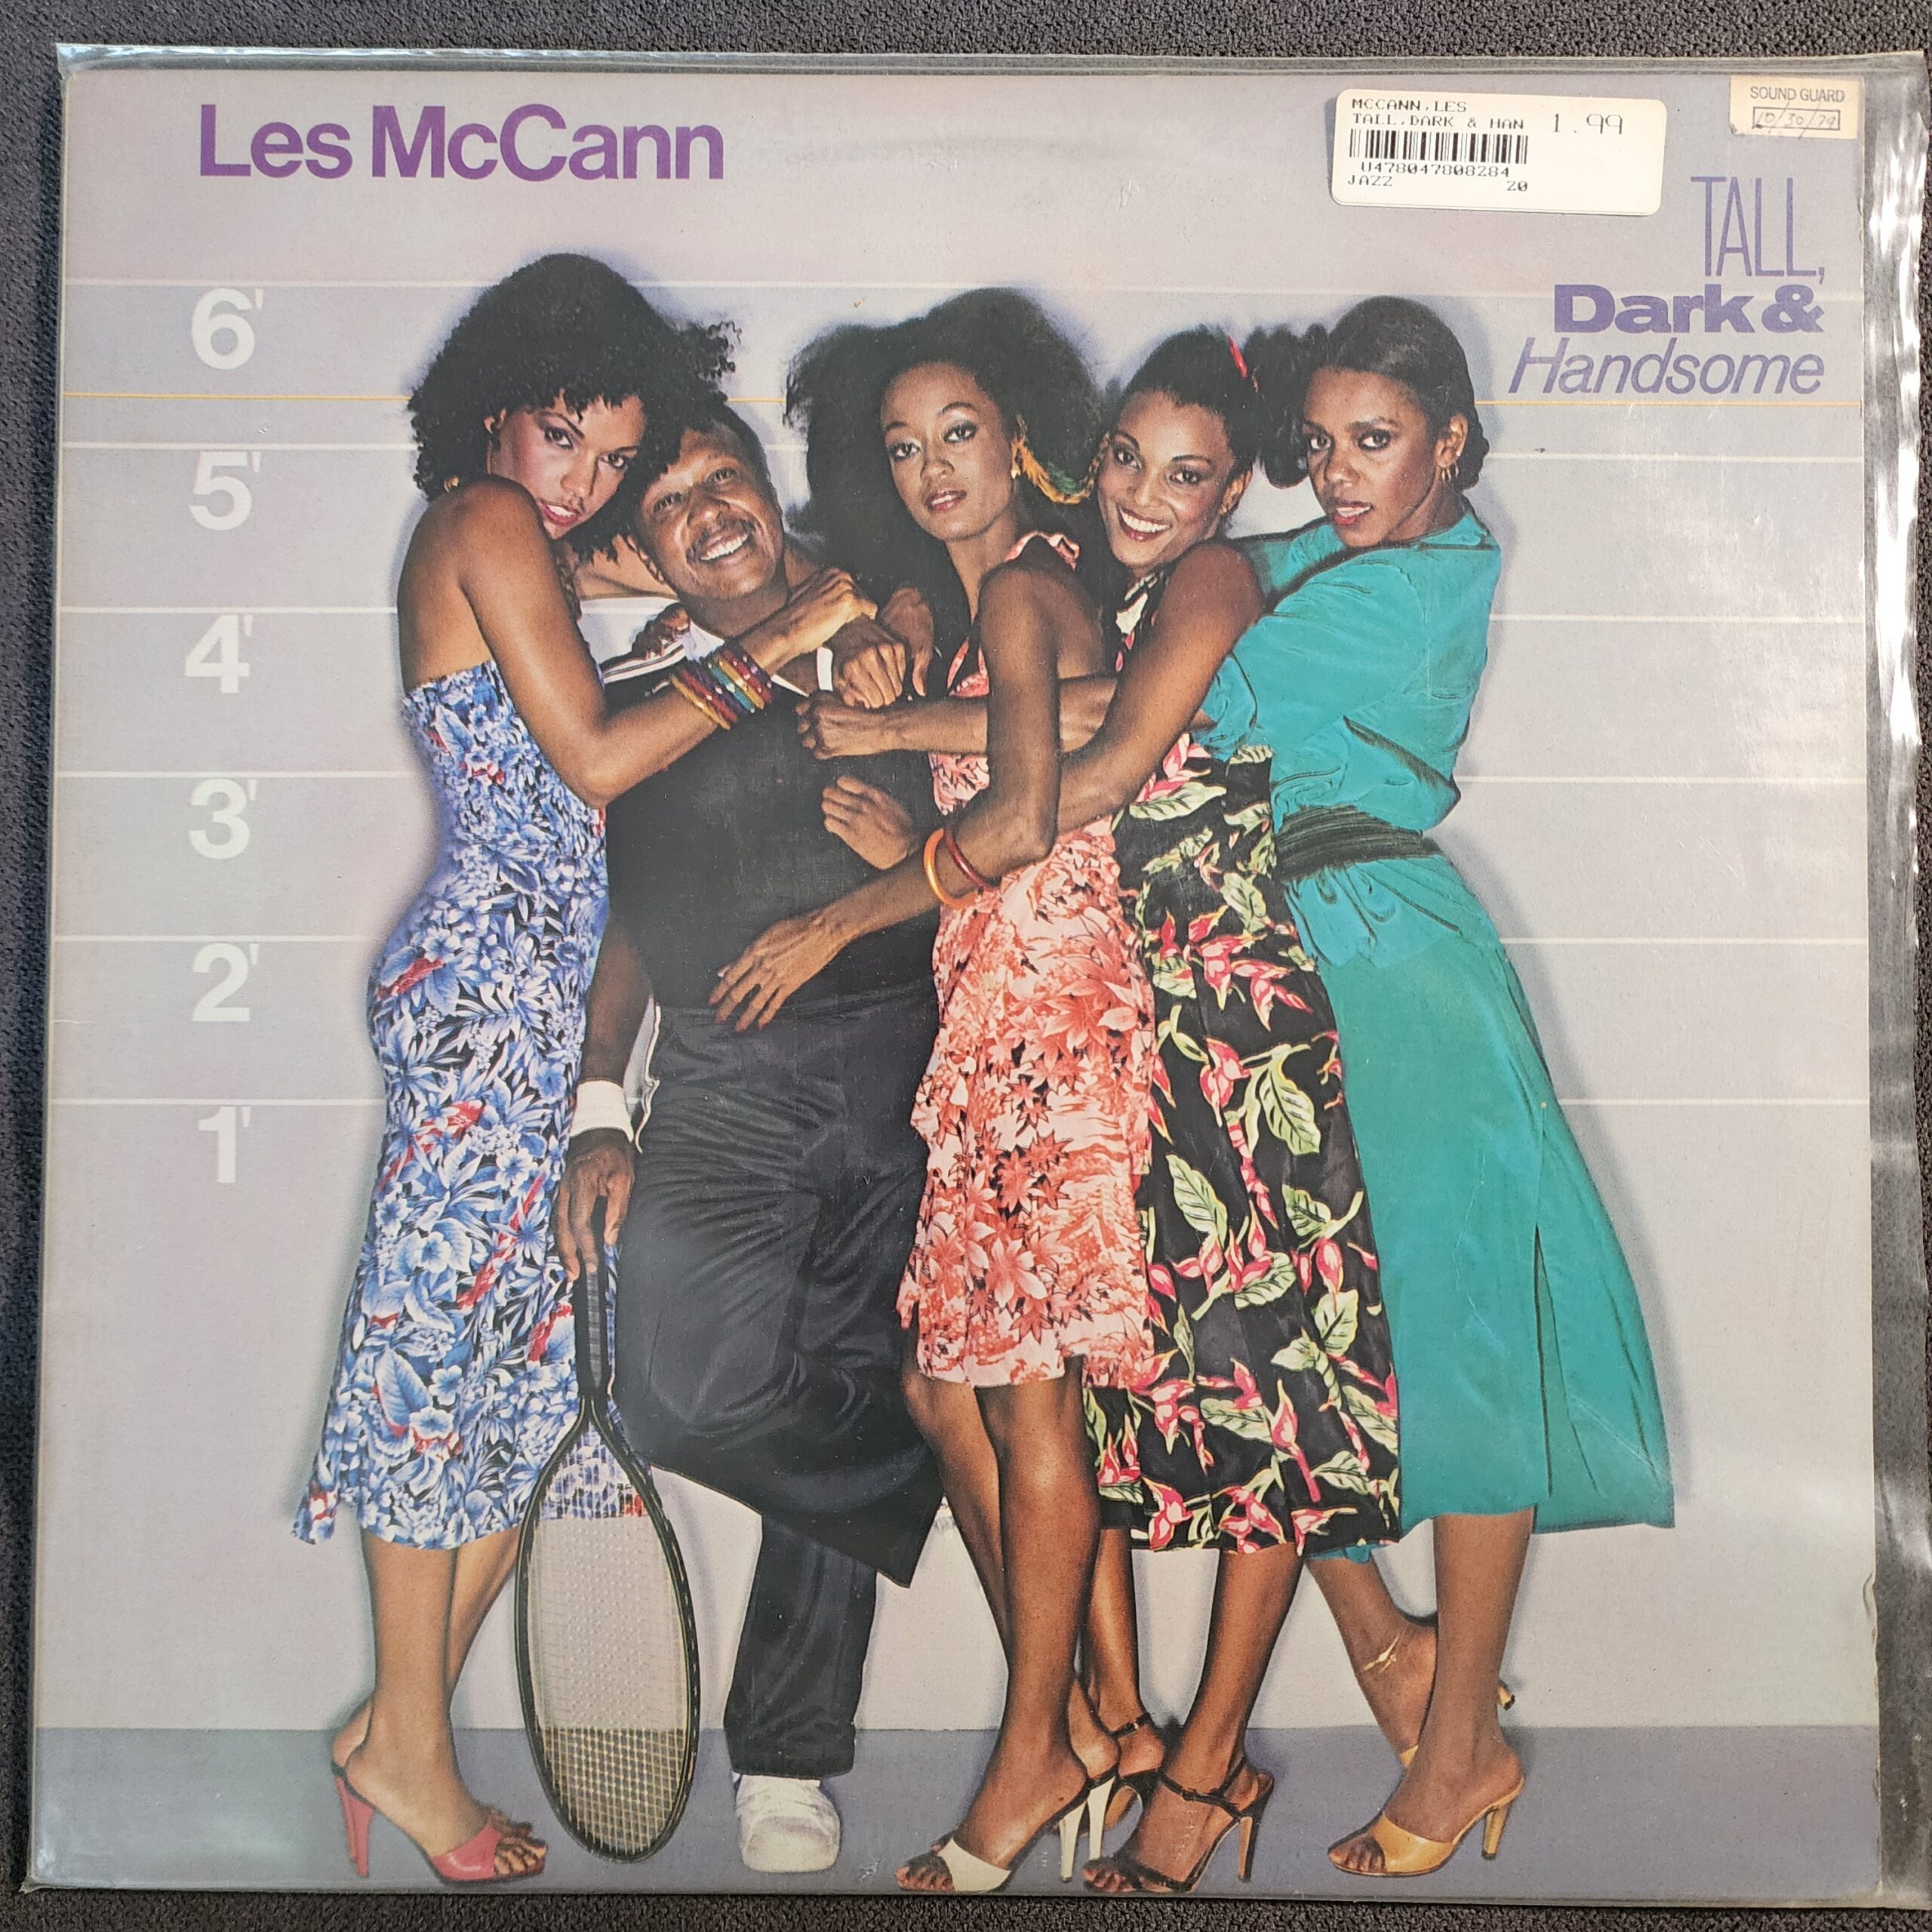 Les McCann
MCCANN,LES
TALL,DARK & HAN 1.99
U478047808284
JAZZ 20
SOUND GUARD
10/30/79
TALL,
Dark &
Handsome
6'
5'
4'
3'
2'
1'